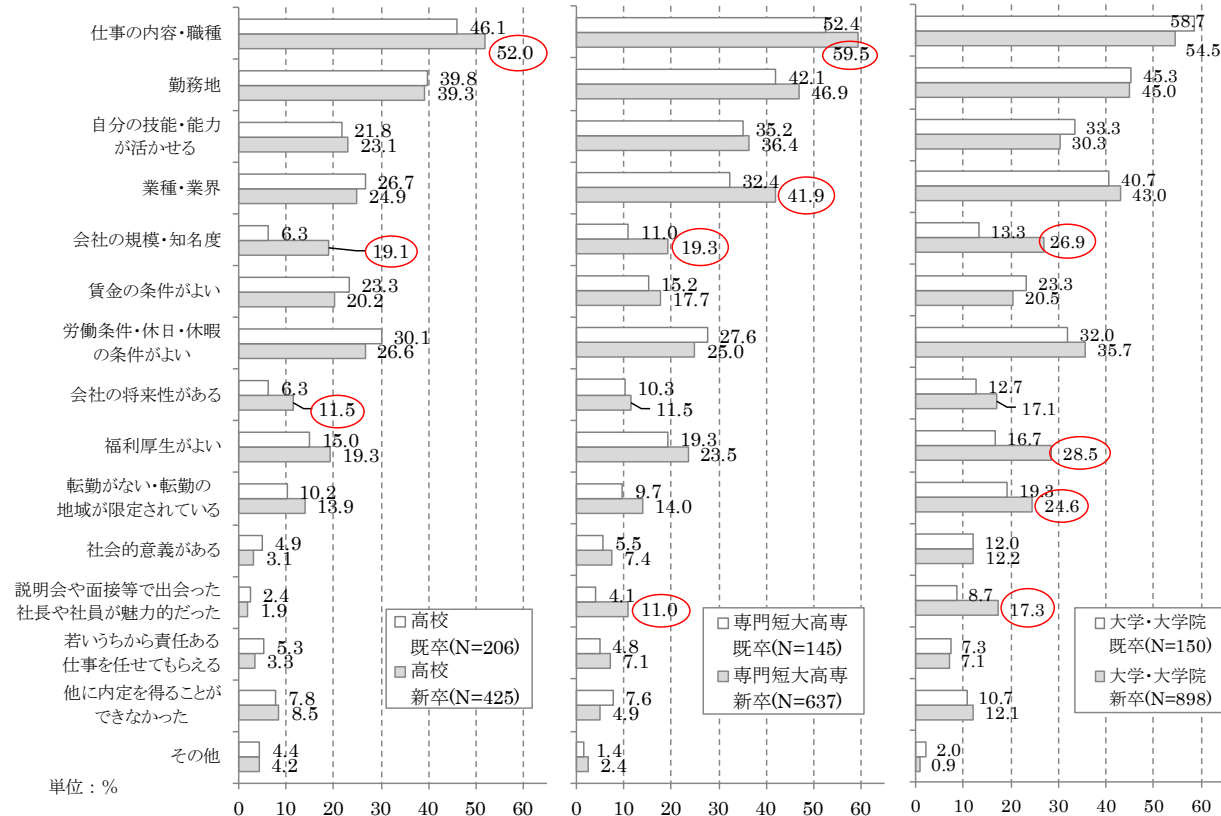 仕事の内容・職種
46.1
52.0
52.4
59.5
58.7
54.5
勤務地
39.8
39.3
42.1
46.9
45.3
45.0
自分の技能・能力
が活かせる
21.8
23.1
35.2
36.4
33.3
30.3
業種・業界
26.7
24.9
32.4
41.9
40.7
43.0
会社の規模・知名度
6.3
19.1
11.0
19.3
13.3
26.9
賃金の条件がよい
23.3
20.2
15.2
17.7
23.3
20.5
労働条件・休日・休暇
の条件がよい
30.1
26.6
27.6
25.0
32.0
35.7
会社の将来性がある
6.3
11.5
10.3
11.5
12.7
17.1
福利厚生がよい
15.0
19.3
19.3
23.5
16.7
28.5
転勤がない・転勤の
地域が限定されている
10.2
13.9
9.7
14.0
19.3
24.6
社会的意義がある
4.9
3.1
5.5
7.4
12.0
12.2
説明会や面接等で出会った
社長や社員が魅力的だった
2.4
1.9
4.1
11.0
8.7
17.3
若いうちから責任ある
仕事を任せてもらえる
5.3
3.3
4.8
7.1
7.3
7.1
他に内定を得ることが
できなかった
7.8
8.5
7.6
4.9
10.7
12.1
その他
4.4
4.2
1.4
2.4
2.0
0.9
高校
既卒(N=206)
高校
新卒(N=425)
専門短大高専
既卒(N=145)
専門短大高専
新卒(N=637)
大学・大学院
既卒(N=150)
大学・大学院
新卒(N=898)
単位:%
0 10 20 30 40 50 60
0 10 20 30 40 50 60
0 10 20 30 40 50 60